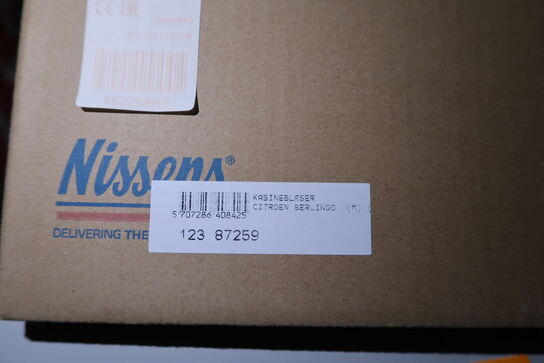 CE EAC
Nissens®
DELIVERING THE
KABINEBLÆSER
CITROEN BERLINGO (M) (
5 707286 408425
123 87259